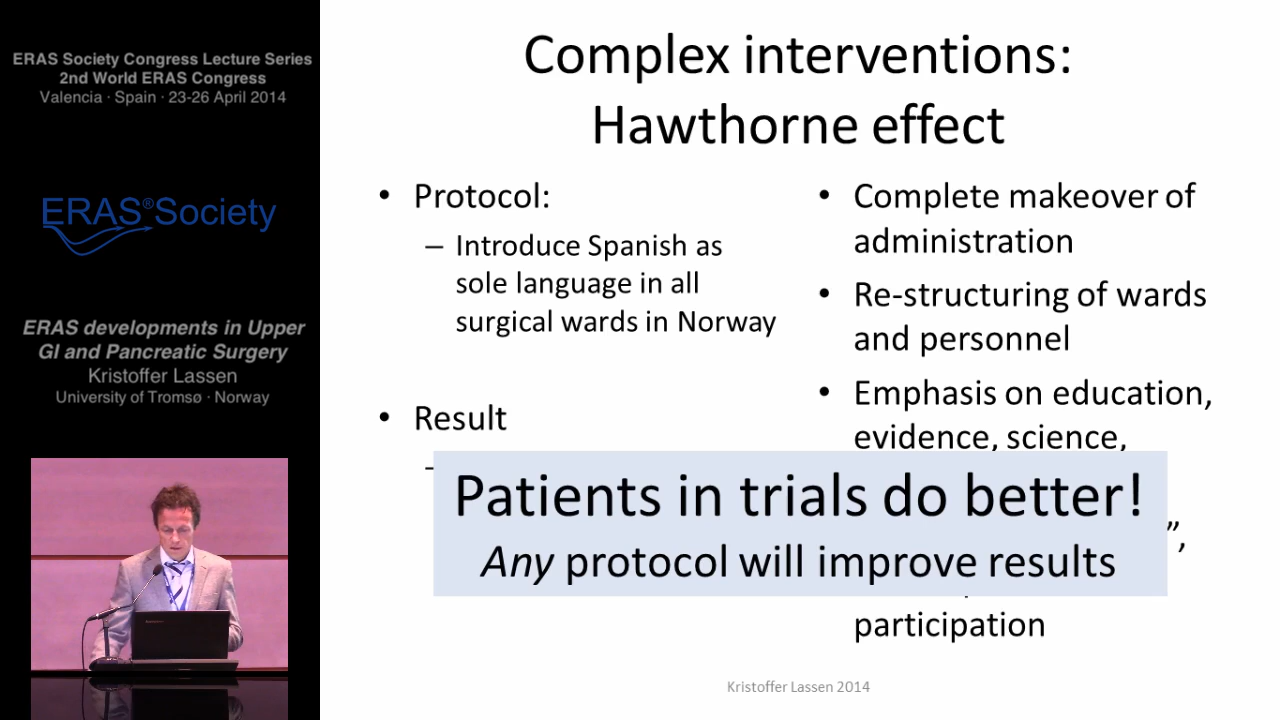 ERAS Society Congress Lecture Series
2nd World ERAS Congress
Valencia · Spain · 23-26 April 2014
ERAS®Society
ERAS developments in Upper
GI and Pancreatic Surgery
Kristoffer Lassen
University of Tromsø · Norway
Complex interventions:
Hawthorne effect
• Protocol:
– Introduce Spanish as
sole language in all
surgical wards in Norway
• Result
–
• Complete makeover of
administration
• Re-structuring of wards
and personnel
• Emphasis on education,
evidence, science,
”,
participation
Patients in trials do better!
Any protocol will improve results
Kristoffer Lassen 2014